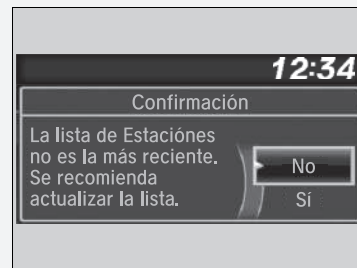 12:34
Confirmación
La lista de Estaciónes
no es la más reciente.
Se recomienda
actualizar la lista.
No
Sí